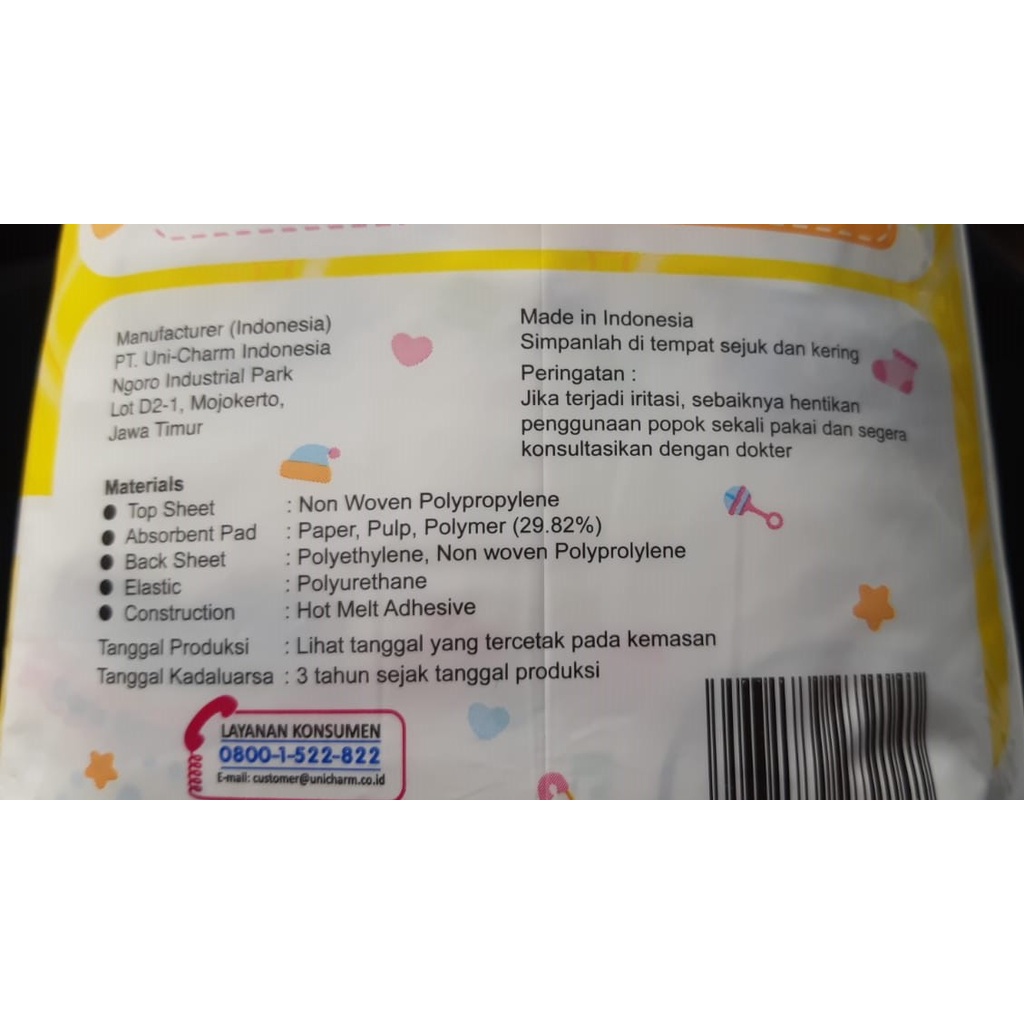 Manufacturer (Indonesia)
PT. Uni-Charm Indonesia
Ngoro Industrial Park
Lot D2-1, Mojokerto,
Jawa Timur
Made in Indonesia
Simpanlah di tempat sejuk dan kering
Peringatan :
Jika terjadi iritasi, sebaiknya hentikan
penggunaan popok sekali pakai dan segera
konsultasikan dengan dokter
Materials
● Top Sheet : Non Woven Polypropylene
● Absorbent Pad : Paper, Pulp, Polymer (29.82%)
● Back Sheet : Polyethylene, Non woven Polyprolylene
● Elastic : Polyurethane
● Construction : Hot Melt Adhesive
Tanggal Produksi : Lihat tanggal yang tercetak pada kemasan
Tanggal Kadaluarsa : 3 tahun sejak tanggal produksi
LAYANAN KONSUMEN
0800-1-522-822
E-mail: customer@unicharm.co.id